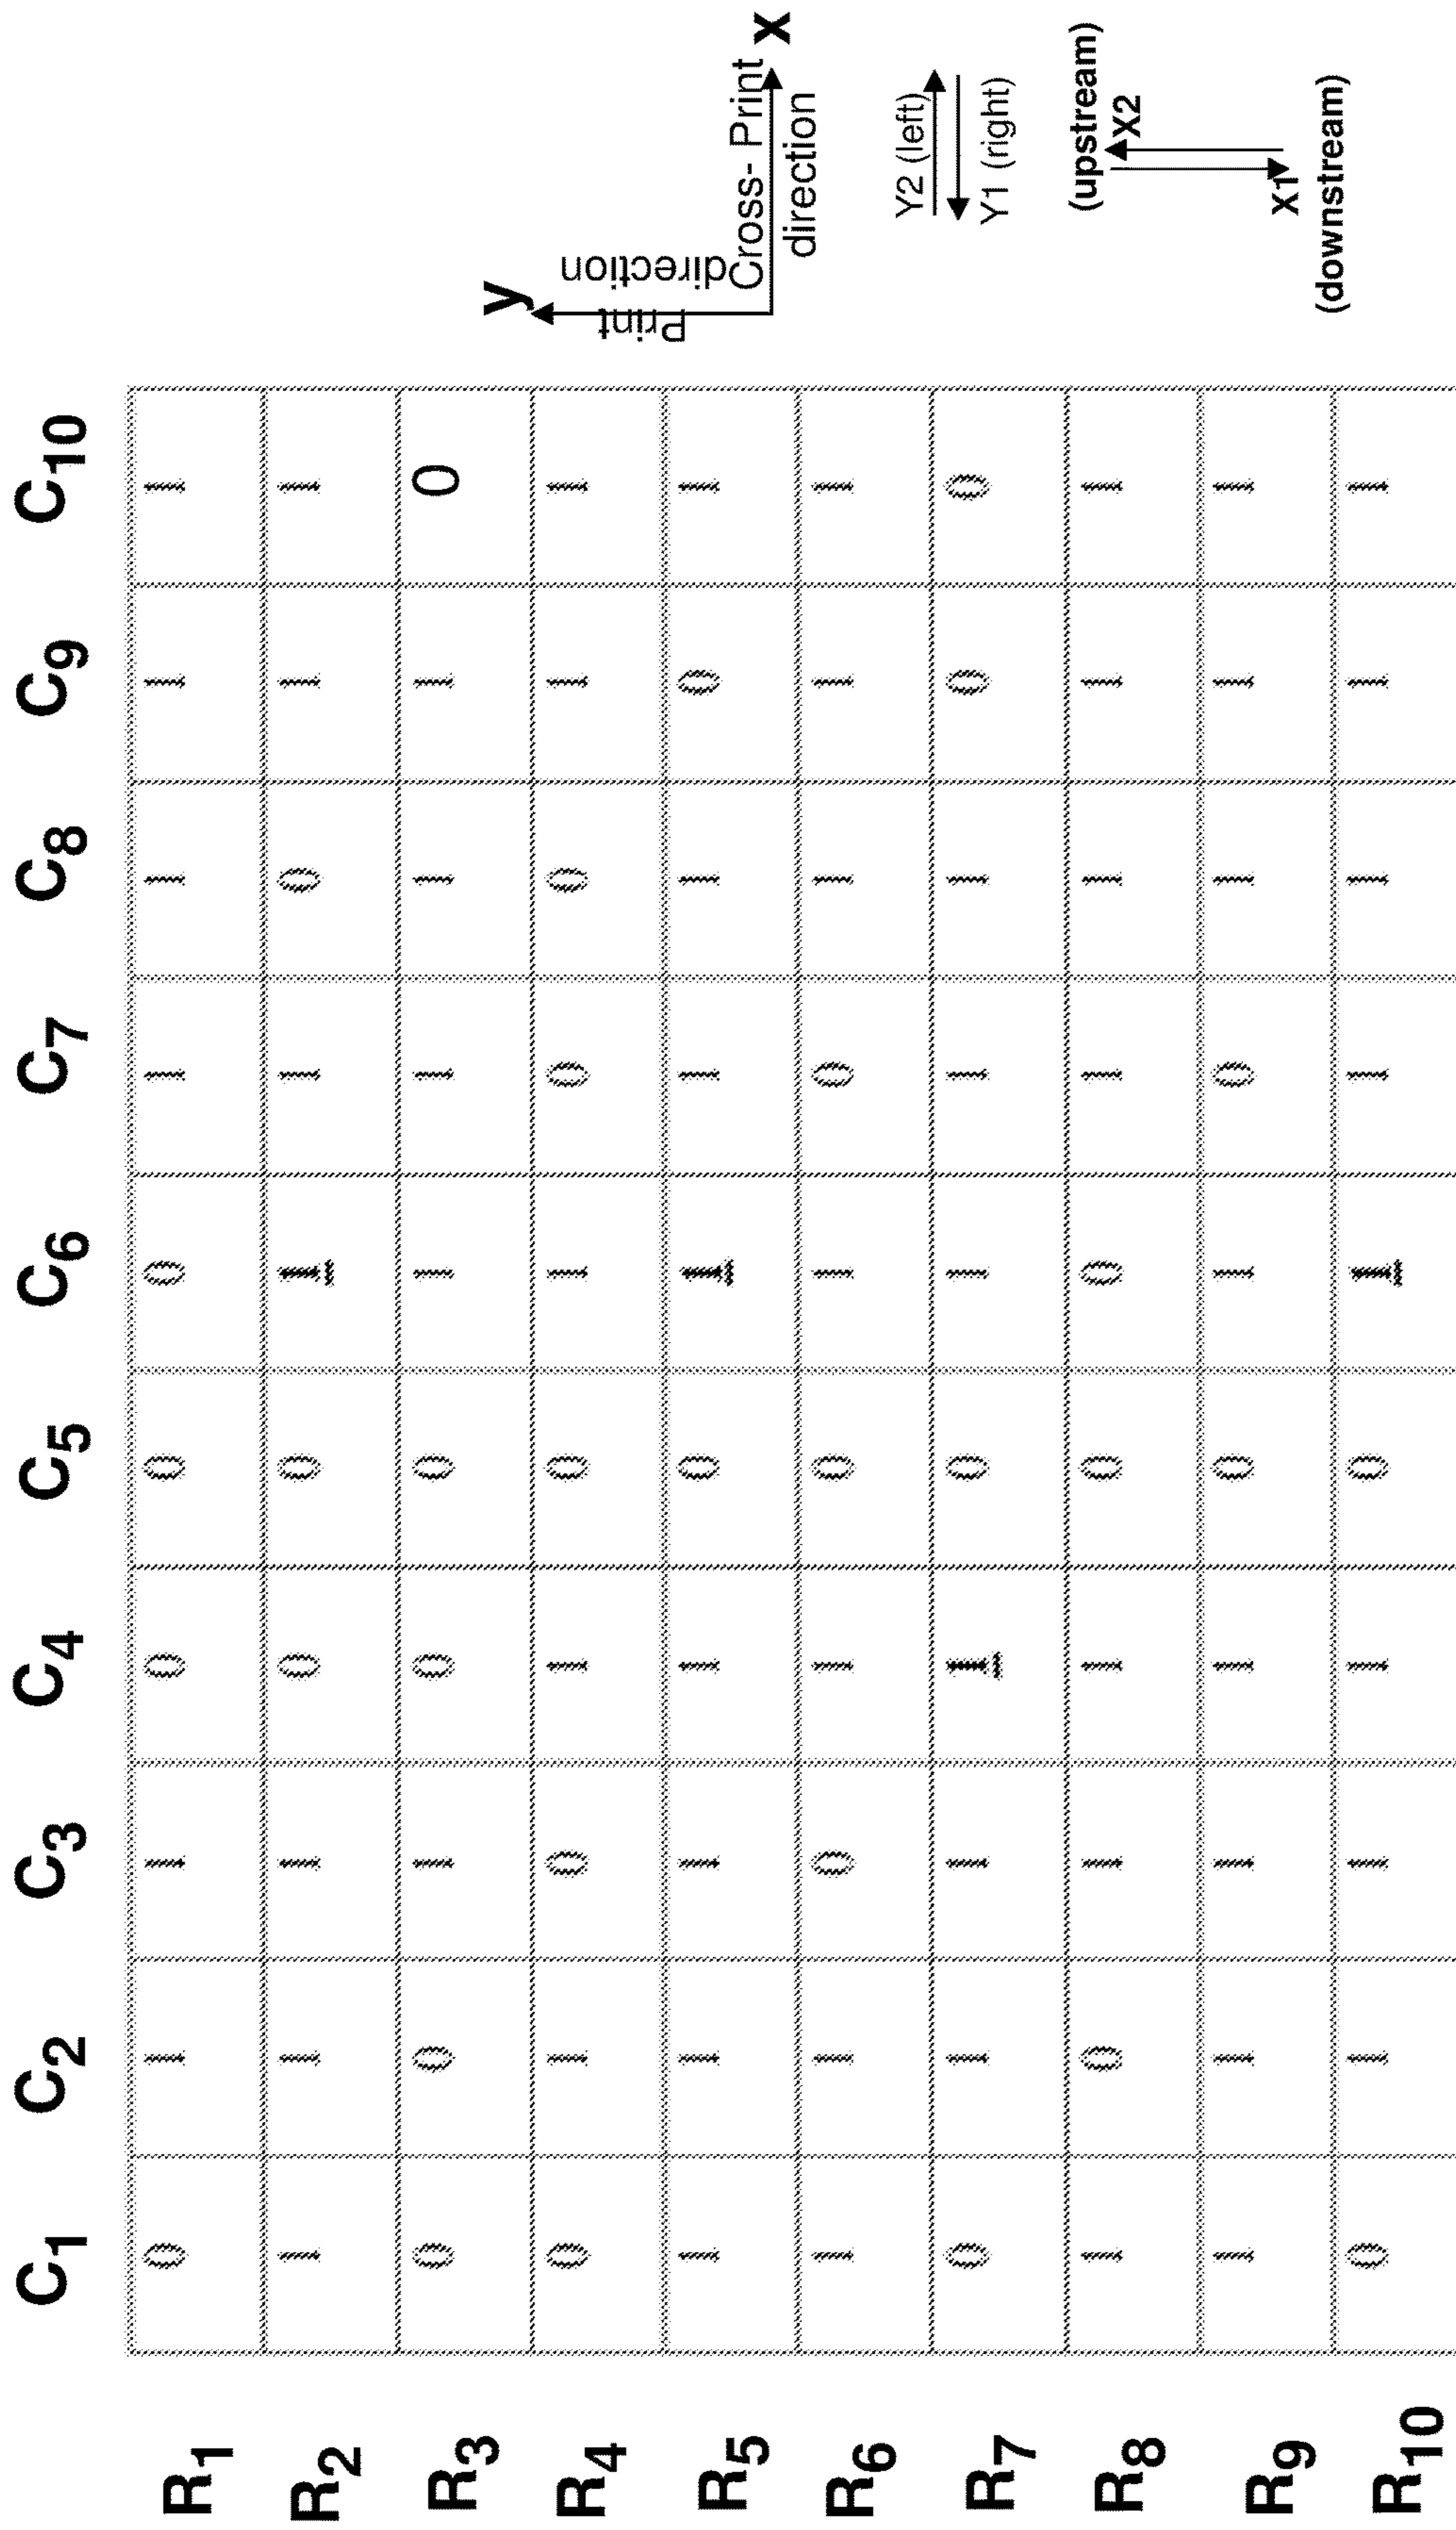 C1 C2 C3 C4 C5 C6 C7 C8 C9 C10
R1 0 1 1 0 0 0 1 1 1 1
R2 1 1 1 0 0 1 1 0 1 1
R3 0 0 1 0 0 1 1 1 1 0
R4 0 1 0 1 0 1 0 0 1 1
R5 1 1 1 1 0 1 1 1 0 1
R6 1 1 0 1 0 1 0 1 1 1
R7 0 1 1 1 0 1 1 1 0 0
R8 1 0 1 1 0 0 1 1 1 1
R9 1 1 1 1 0 1 0 1 1 1
R10 0 1 1 1 0 1 1 1 1 1
y
Print
direction
Cross- Print
direction
x
Y2 (left)
Y1 (right)
(upstream)
X2
X1
(downstream)